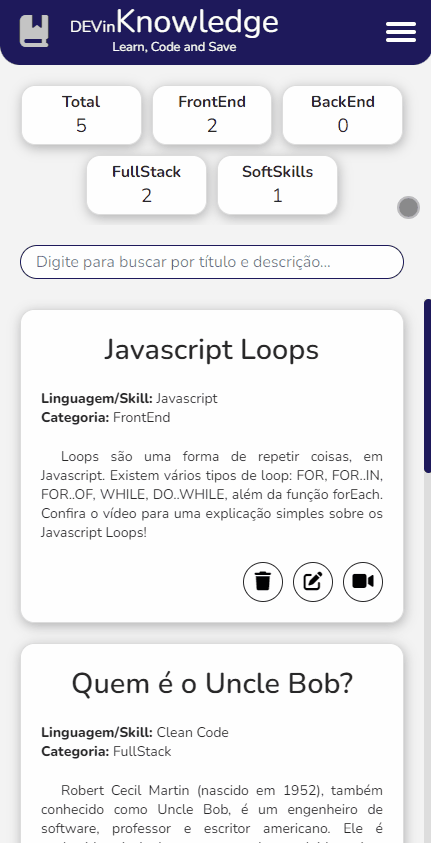 DEVinKnowledge
Learn, Code and Save
Total
5
FrontEnd
2
BackEnd
0
FullStack
2
SoftSkills
1
Digite para buscar por título e descrição...
Javascript Loops
Linguagem/Skill: Javascript
Categoria: FrontEnd
Loops são uma forma de repetir coisas, em
Javascript. Existem vários tipos de loop: FOR, FOR..IN,
FOR..OF, WHILE, DO..WHILE, além da função forEach.
Confira o vídeo para uma explicação simples sobre os
Javascript Loops!
Quem é o Uncle Bob?
Linguagem/Skill: Clean Code
Categoria: FullStack
Robert Cecil Martin (nascido em 1952), também
conhecido como Uncle Bob, é um engenheiro de
software, professor e escritor americano. Ele é